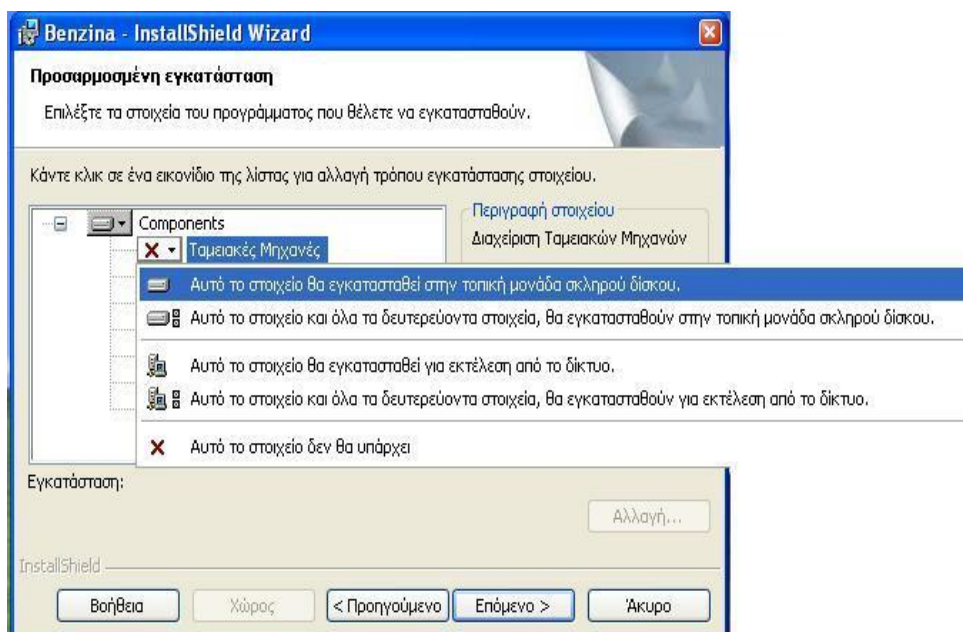 Benzina - InstallShield Wizard
Προσαρμοσμένη εγκατάσταση
Επιλέξτε τα στοιχεία του προγράμματος που θέλετε να εγκατασταθούν.
Κάντε κλικ σε ένα εικονίδιο της λίστας για αλλαγή τρόπου εγκατάστασης στοιχείου.
Components
Ταμειακές Μηχανές
Περιγραφή στοιχείου
Διαχείριση Ταμειακών Μηχανών
Αυτό το στοιχείο θα εγκατασταθεί στην τοπική μονάδα σκληρού δίσκου.
Αυτό το στοιχείο και όλα τα δευτερεύοντα στοιχεία, θα εγκατασταθούν στην τοπική μονάδα σκληρού δίσκου.
Αυτό το στοιχείο θα εγκατασταθεί για εκτέλεση από το δίκτυο.
Αυτό το στοιχείο και όλα τα δευτερεύοντα στοιχεία, θα εγκατασταθούν για εκτέλεση από το δίκτυο.
Αυτό το στοιχείο δεν θα υπάρχει
Εγκατάσταση:
Αλλαγή...
InstallShield
Βοήθεια
Χώρος
< Προηγούμενο
Επόμενο >
Άκυρο